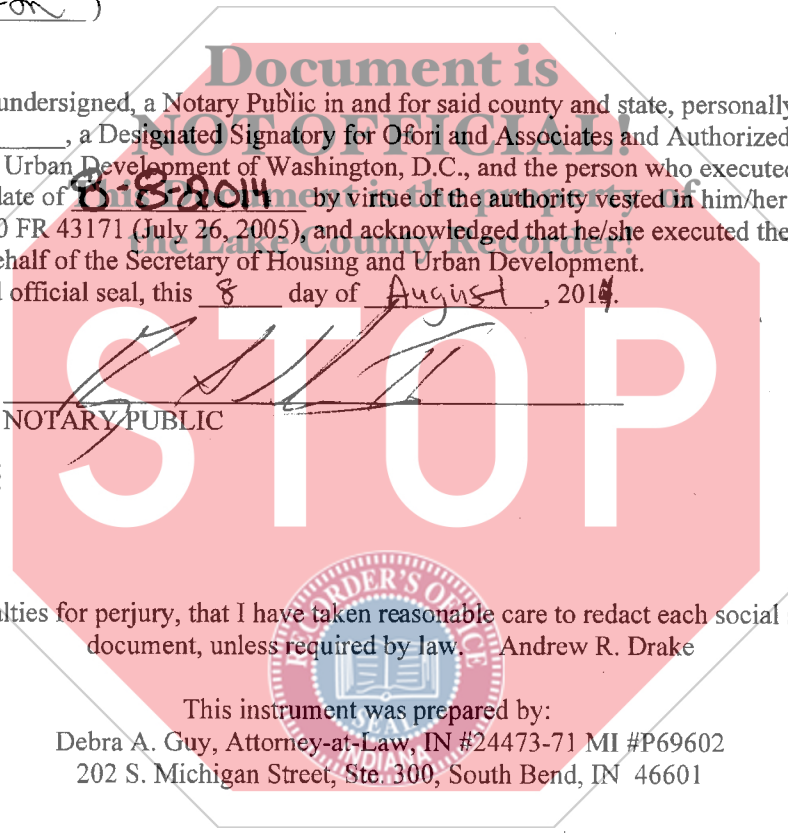 Document is
undersigned, a Notary Public in and for said county and state, personally
NOT OFFICIAL!
, a Designated Signatory for Ofori and Associates and Authorized
Urban Development of Washington, D.C., and the person who executed
date of 8-8-2014 by virtue of the authority vested in him/her
This Document is the property of
0 FR 43171 (July 26, 2005), and acknowledged that he/she executed the
the Lake County Recorder!
ehalf of the Secretary of Housing and Urban Development.
official seal, this 8 day of August, 2014.
STOP
NOTARY PUBLIC
alties for perjury, that I have taken reasonable care to redact each social
document, unless required by law. Andrew R. Drake
RECORDER'S OFFICE
SEAL
INDIANA
This instrument was prepared by:
Debra A. Guy, Attorney-at-Law, IN #24473-71 MI #P69602
202 S. Michigan Street, Ste. 300, South Bend, IN 46601